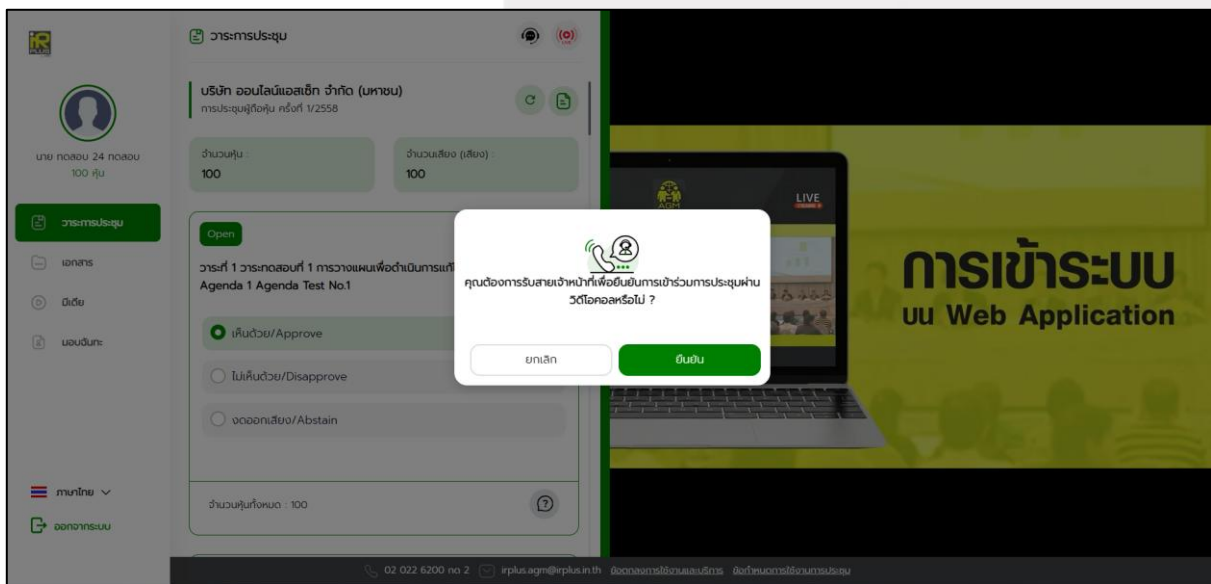 iR
PLUS
นาย ทดสอบ 24 ทดสอบ
100 หุ้น
วาระการประชุม
เอกสาร
มีเดีย
มอบฉันทะ
ภาษาไทย
ออกจากระบบ
วาระการประชุม
LIVE
บริษัท ออนไลน์แอสเซ็ท จำกัด (มหาชน)
การประชุมผู้ถือหุ้น ครั้งที่ 1/2558
จำนวนหุ้น :
100
จำนวนเสียง (เสียง) :
100
Open
วาระที่ 1 วาระทดสอบที่ 1 การวางแผนเพื่อดำเนินการแก้
Agenda 1 Agenda Test No.1
เห็นด้วย/Approve
ไม่เห็นด้วย/Disapprove
งดออกเสียง/Abstain
จำนวนหุ้นทั้งหมด : 100
คุณต้องการรับสายเจ้าหน้าที่เพื่อยืนยันการเข้าร่วมการประชุมผ่าน
วิดีโอคอลหรือไม่ ?
ยกเลิก
ยืนยัน
AGM
LIVE
การเข้าระบบ
บน Web Application
02 022 6200 กด 2 irplus.agm@irplus.in.th ข้อตกลงการใช้งานและบริการ ข้อกำหนดการใช้งานการประชุม